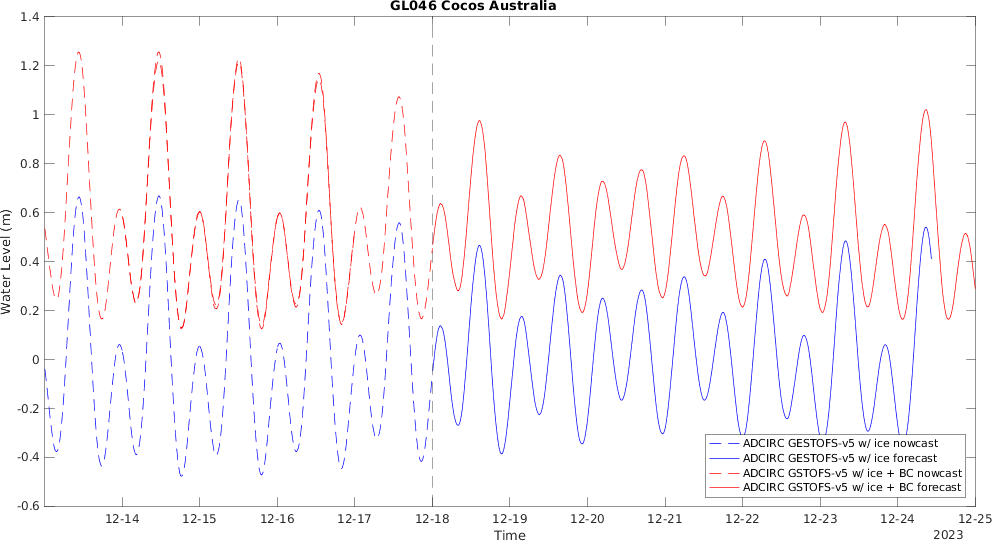 GL046 Cocos Australia
1.4
1.2
1
0.8
0.6
0.4
0.2
0
-0.2
-0.4
-0.6
Water Level (m)
ADCIRC GESTOFS-v5 w/ ice nowcast
ADCIRC GESTOFS-v5 w/ ice forecast
ADCIRC GSTOFS-v5 w/ ice + BC nowcast
ADCIRC GSTOFS-v5 w/ ice + BC forecast
12-14 12-15 12-16 12-17 12-18 12-19 12-20 12-21 12-22 12-23 12-24 12-25
Time
2023